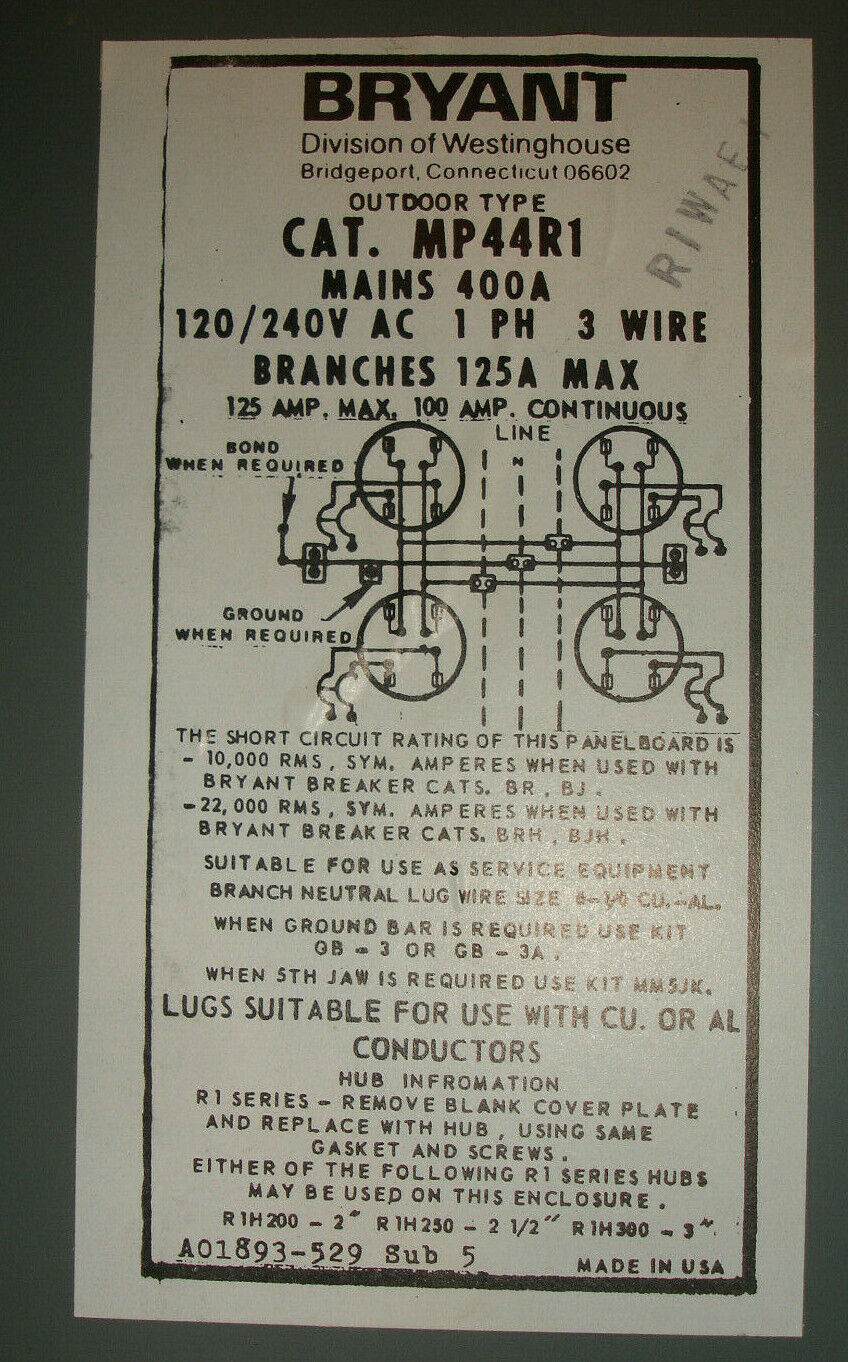 BRYANT
Division of Westinghouse
Bridgeport, Connecticut 06602
OUTDOOR TYPE
CAT. MP44R1
MAINS 400A
120/240V AC 1 PH 3 WIRE
BRANCHES 125A MAX
125 AMP. MAX. 100 AMP. CONTINUOUS
LINE
N
BOND
WHEN REQUIRED
GROUND
WHEN REQUIRED
THE SHORT CIRCUIT RATING OF THIS PANELBOARD IS
- 10,000 RMS, SYM. AMPERES WHEN USED WITH
BRYANT BREAKER CATS. BR, BJ.
- 22,000 RMS, SYM. AMPERES WHEN USED WITH
BRYANT BREAKER CATS. BRH, BJH.
SUITABLE FOR USE AS SERVICE EQUIPMENT
BRANCH NEUTRAL LUG WIRE SIZE CU.-AL.
WHEN GROUND BAR IS REQUIRED USE KIT
GB - 3 OR GB - 3A.
WHEN 5TH JAW IS REQUIRED USE KIT MM5JK.
LUGS SUITABLE FOR USE WITH CU. OR AL
CONDUCTORS
HUB INFROMATION
R1 SERIES - REMOVE BLANK COVER PLATE
AND REPLACE WITH HUB, USING SAME
GASKET AND SCREWS.
EITHER OF THE FOLLOWING R1 SERIES HUBS
MAY BE USED ON THIS ENCLOSURE.
R1H200 - 2" R1H250 - 2 1/2" R1H300 - 3".
A01893-529 Sub 5
MADE IN USA